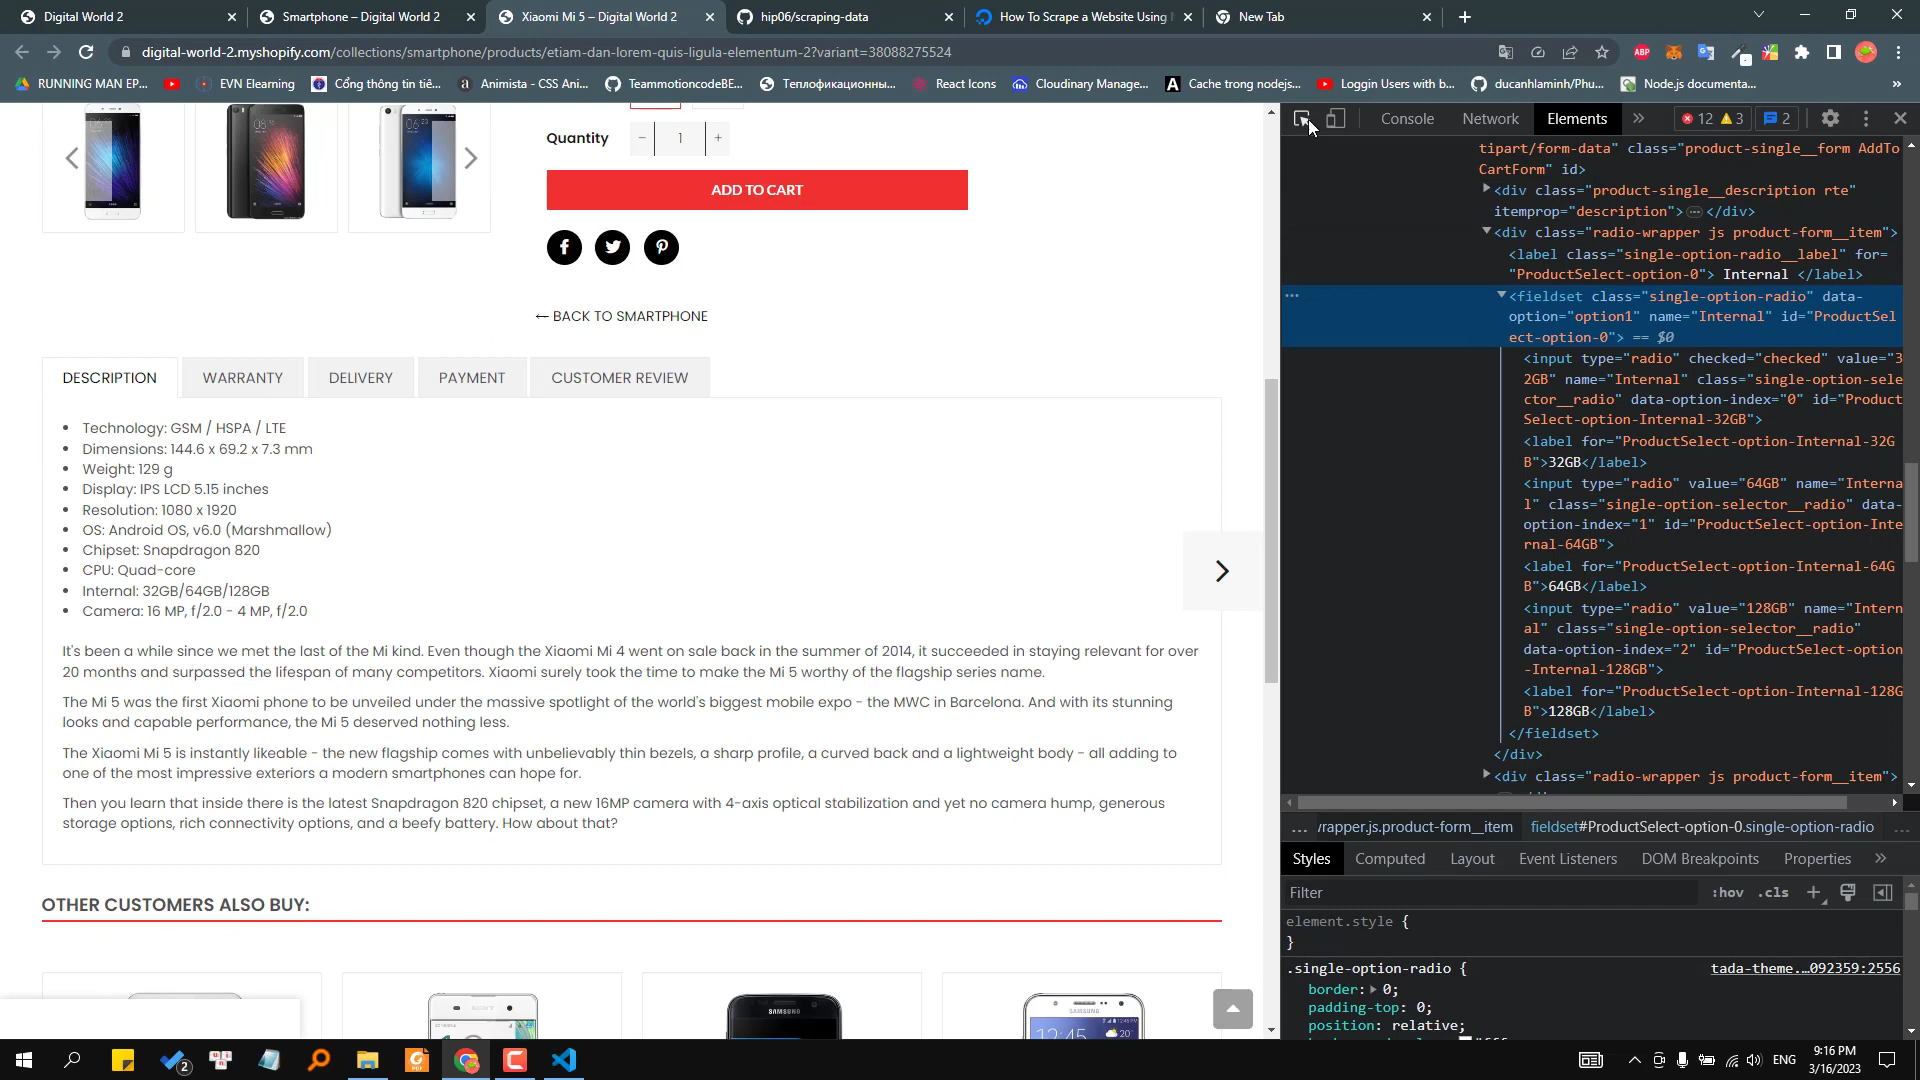 Digital World 2
Smartphone – Digital World 2
Xiaomi Mi 5 – Digital World 2
hip06/scraping-data
How To Scrape a Website Using
New Tab
digital-world-2.myshopify.com/collections/smartphone/products/etiam-dan-lorem-quis-ligula-elementum-2?variant=38088275524
RUNNING MAN EP...
EVN Elearning
Cổng thông tin tiê...
Animista - CSS Ani...
TeammotioncodeBE...
Теплофикационны...
React Icons
Cloudinary Manage...
Cache trong nodejs...
Loggin Users with b...
ducanhlaminh/Phu...
Node.js documenta...
»
Quantity − 1 +
ADD TO CART
← BACK TO SMARTPHONE
DESCRIPTION WARRANTY DELIVERY PAYMENT CUSTOMER REVIEW
• Technology: GSM / HSPA / LTE
• Dimensions: 144.6 x 69.2 x 7.3 mm
• Weight: 129 g
• Display: IPS LCD 5.15 inches
• Resolution: 1080 x 1920
• OS: Android OS, v6.0 (Marshmallow)
• Chipset: Snapdragon 820
• CPU: Quad-core
• Internal: 32GB/64GB/128GB
• Camera: 16 MP, f/2.0 - 4 MP, f/2.0
It's been a while since we met the last of the Mi kind. Even though the Xiaomi Mi 4 went on sale back in the summer of 2014, it succeeded in staying relevant for over
20 months and surpassed the lifespan of many competitors. Xiaomi surely took the time to make the Mi 5 worthy of the flagship series name.
The Mi 5 was the first Xiaomi phone to be unveiled under the massive spotlight of the world's biggest mobile expo - the MWC in Barcelona. And with its stunning
looks and capable performance, the Mi 5 deserved nothing less.
The Xiaomi Mi 5 is instantly likeable - the new flagship comes with unbelievably thin bezels, a sharp profile, a curved back and a lightweight body - all adding to
one of the most impressive exteriors a modern smartphones can hope for.
Then you learn that inside there is the latest Snapdragon 820 chipset, a new 16MP camera with 4-axis optical stabilization and yet no camera hump, generous
storage options, rich connectivity options, and a beefy battery. How about that?
OTHER CUSTOMERS ALSO BUY:
SONY
SAMSUNG
SAMSUNG
12:45 20°
Console Network Elements » 12 3 2
tipart/form-data" class="product-single__form AddTo
CartForm" id>
<div class="product-single__description rte"
itemprop="description"> … </div>
<div class="radio-wrapper js product-form__item">
<label class="single-option-radio__label" for=
"ProductSelect-option-0"> Internal </label>
<fieldset class="single-option-radio" data-
option="option1" name="Internal" id="ProductSel
ect-option-0"> == $0
<input type="radio" checked="checked" value="3
2GB" name="Internal" class="single-option-sele
ctor__radio" data-option-index="0" id="Product
Select-option-Internal-32GB">
<label for="ProductSelect-option-Internal-32G
B">32GB</label>
<input type="radio" value="64GB" name="Interna
l" class="single-option-selector__radio" data-
option-index="1" id="ProductSelect-option-Inte
rnal-64GB">
<label for="ProductSelect-option-Internal-64G
B">64GB</label>
<input type="radio" value="128GB" name="Intern
al" class="single-option-selector__radio"
data-option-index="2" id="ProductSelect-option
-Internal-128GB">
<label for="ProductSelect-option-Internal-128G
B">128GB</label>
</fieldset>
</div>
<div class="radio-wrapper js product-form__item">
... /rapper.js.product-form__item fieldset#ProductSelect-option-0.single-option-radio ...
Styles Computed Layout Event Listeners DOM Breakpoints Properties »
Filter :hov .cls +
element.style {
}
.single-option-radio { tada-theme.…092359:2556
border: 0;
padding-top: 0;
position: relative;
2
ENG
9:16 PM
3/16/2023